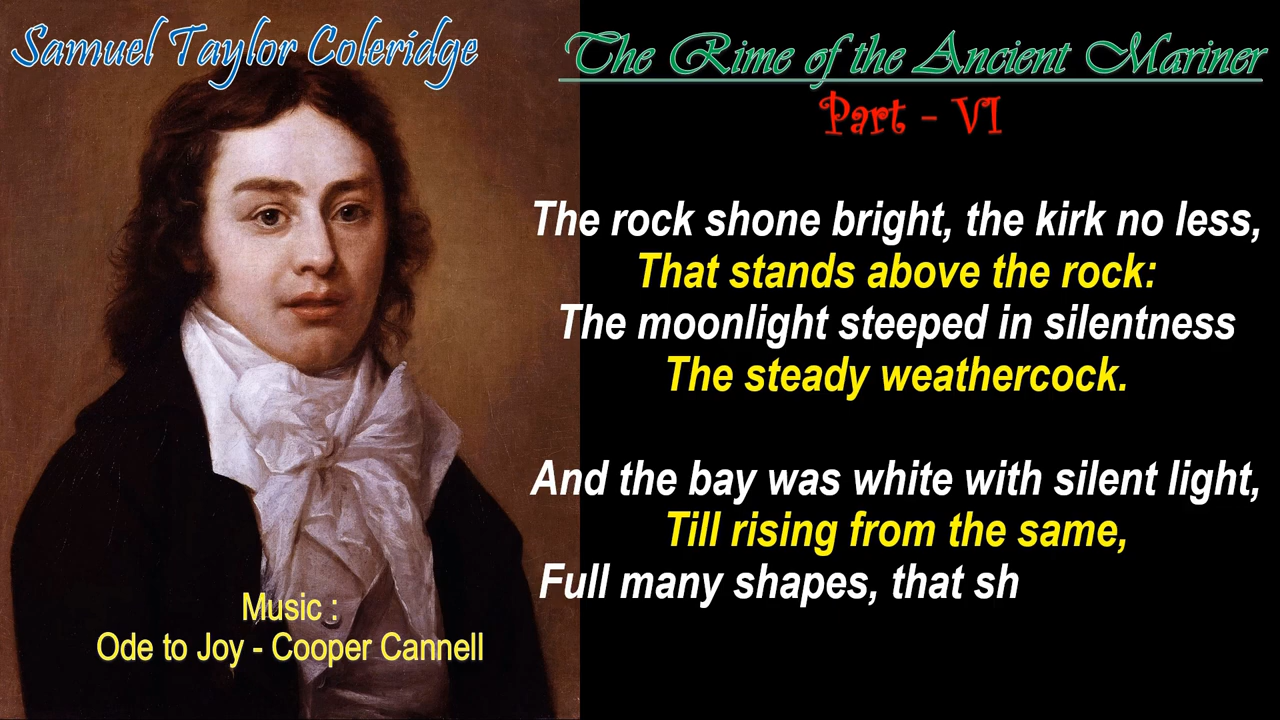 Samuel Taylor Coleridge
The Rime of the Ancient Mariner
Part - VI
The rock shone bright, the kirk no less,
That stands above the rock:
The moonlight steeped in silentness
The steady weathercock.
And the bay was white with silent light,
Till rising from the same,
Full many shapes, that sh
Music :
Ode to Joy - Cooper Cannell